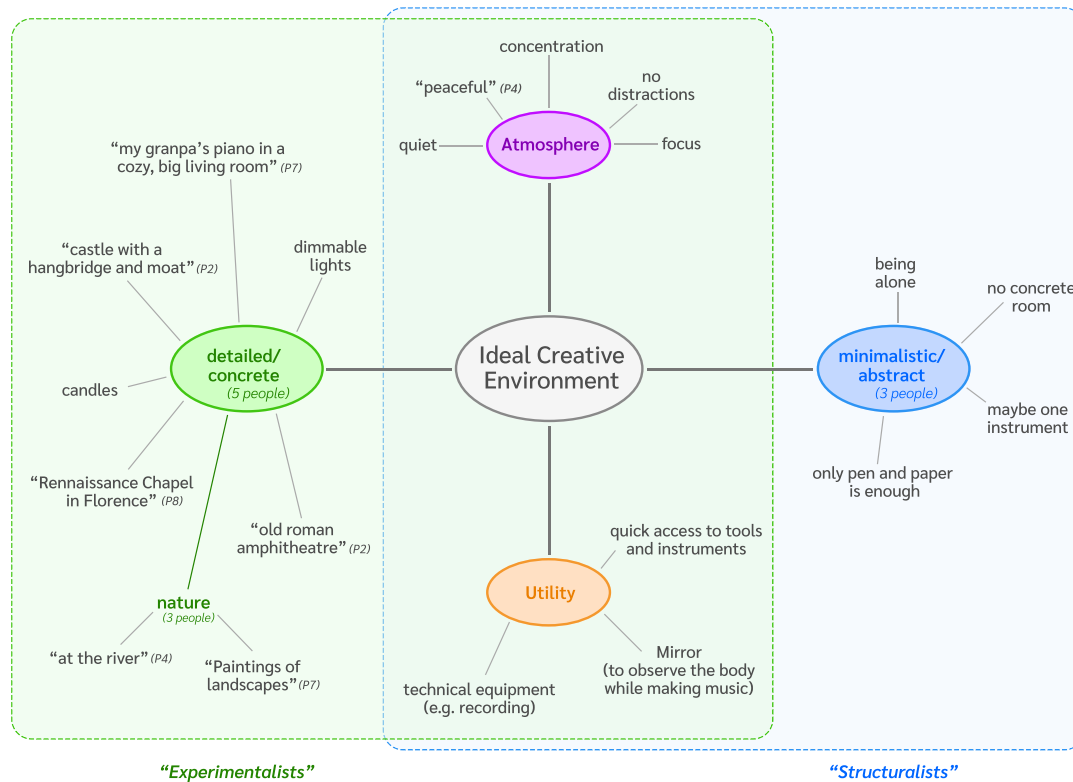 concentration
“peaceful” (P4)
no
distractions
quiet
Atmosphere
focus
“my granpa’s piano in a
cozy, big living room” (P7)
“castle with a
hangbridge and moat” (P2)
dimmable
lights
being
alone
no concrete
room
detailed/
concrete
(5 people)
Ideal Creative
Environment
minimalistic/
abstract
(3 people)
candles
maybe one
instrument
“Rennaissance Chapel
in Florence” (P8)
only pen and paper
is enough
“old roman
amphitheatre” (P2)
quick access to tools
and instruments
Utility
nature
(3 people)
“at the river” (P4)
“Paintings of
landscapes” (P7)
Mirror
(to observe the body
while making music)
technical equipment
(e.g. recording)
“Experimentalists”
“Structuralists”